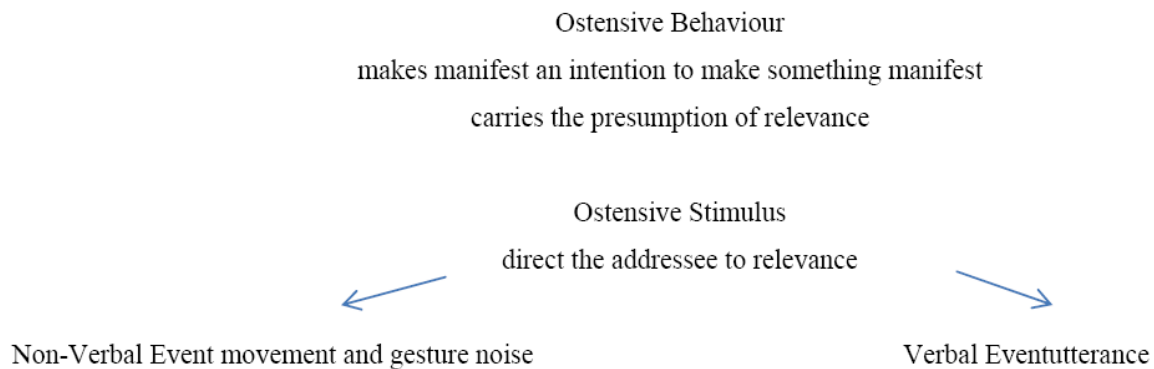 Ostensive Behaviour
makes manifest an intention to make something manifest
carries the presumption of relevance
Ostensive Stimulus
direct the addressee to relevance
Non-Verbal Event movement and gesture noise
Verbal Eventutterance